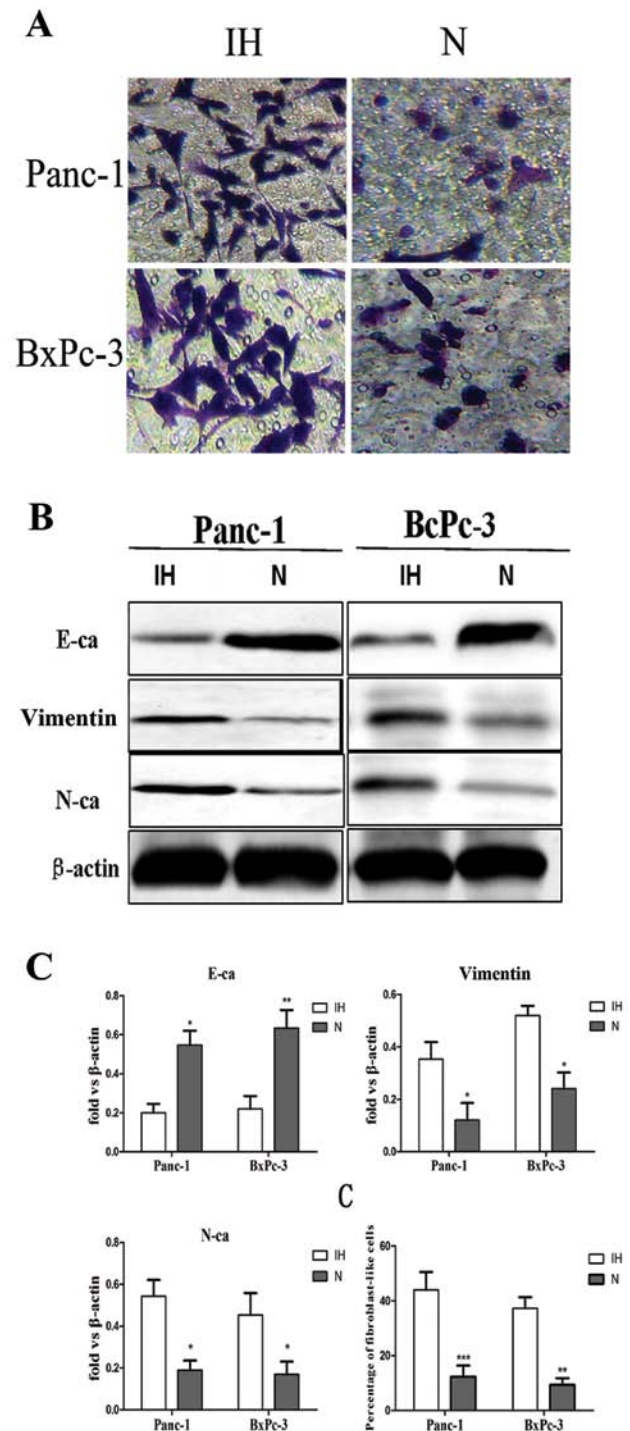 A
IH N
Panc-1
BxPc-3
B
Panc-1 BcPc-3
IH N IH N
E-ca
Vimentin
N-ca
β-actin
C
E-ca
fold vs β-actin
0.8
0.6
0.4
0.2
0.0
* **
IH
N
Panc-1 BxPc-3
Vimentin
fold vs β-actin
0.6
0.4
0.2
0.0
* *
IH
N
Panc-1 BxPc-3
N-ca
fold vs β-actin
0.8
0.6
0.4
0.2
0.0
* *
IH
N
Panc-1 BxPc-3
C
Percentage of fibroblast-like cells
60
40
20
0
*** **
IH
N
Panc-1 BxPc-3